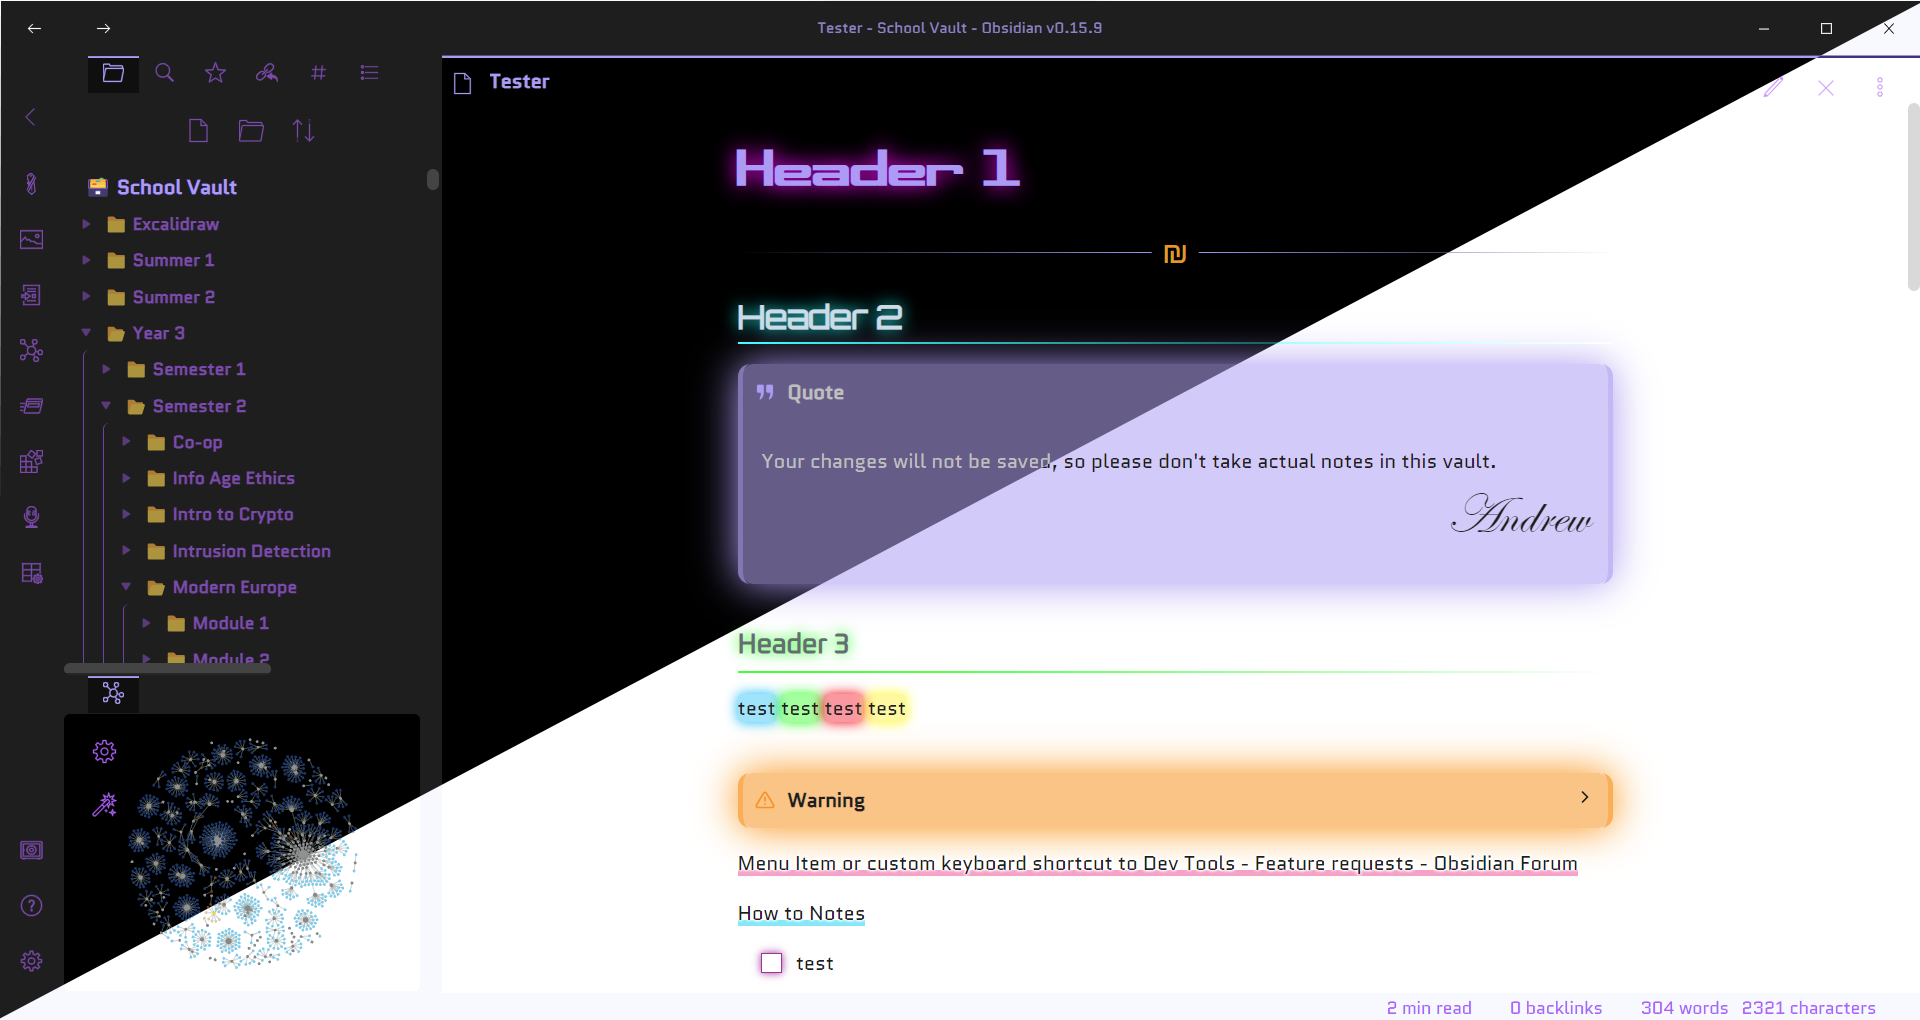 Tester - School Vault - Obsidian v0.15.9
Tester
School Vault
Excalidraw
Summer 1
Summer 2
Year 3
Semester 1
Semester 2
Co-op
Info Age Ethics
Intro to Crypto
Intrusion Detection
Modern Europe
Module 1
Module 2
Header 1
₪
Header 2
Quote
Your changes will not be saved, so please don't take actual notes in this vault.
Andrew
Header 3
test test test test
Warning
Menu Item or custom keyboard shortcut to Dev Tools - Feature requests - Obsidian Forum
How to Notes
test
2 min read 0 backlinks 304 words 2321 characters